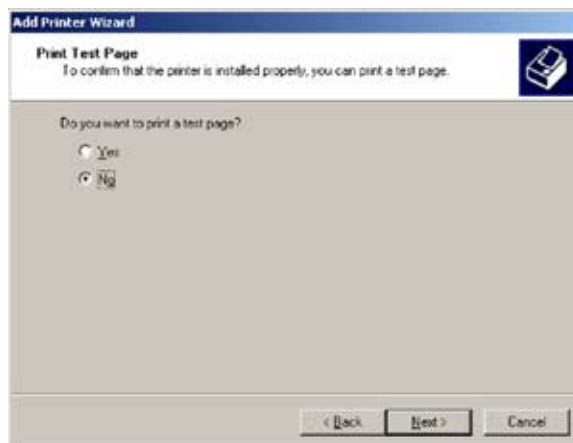 Add Printer Wizard
Print Test Page
To confirm that the printer is installed properly, you can print a test page.
Do you want to print a test page?
Yes
No
< Back
Next >
Cancel